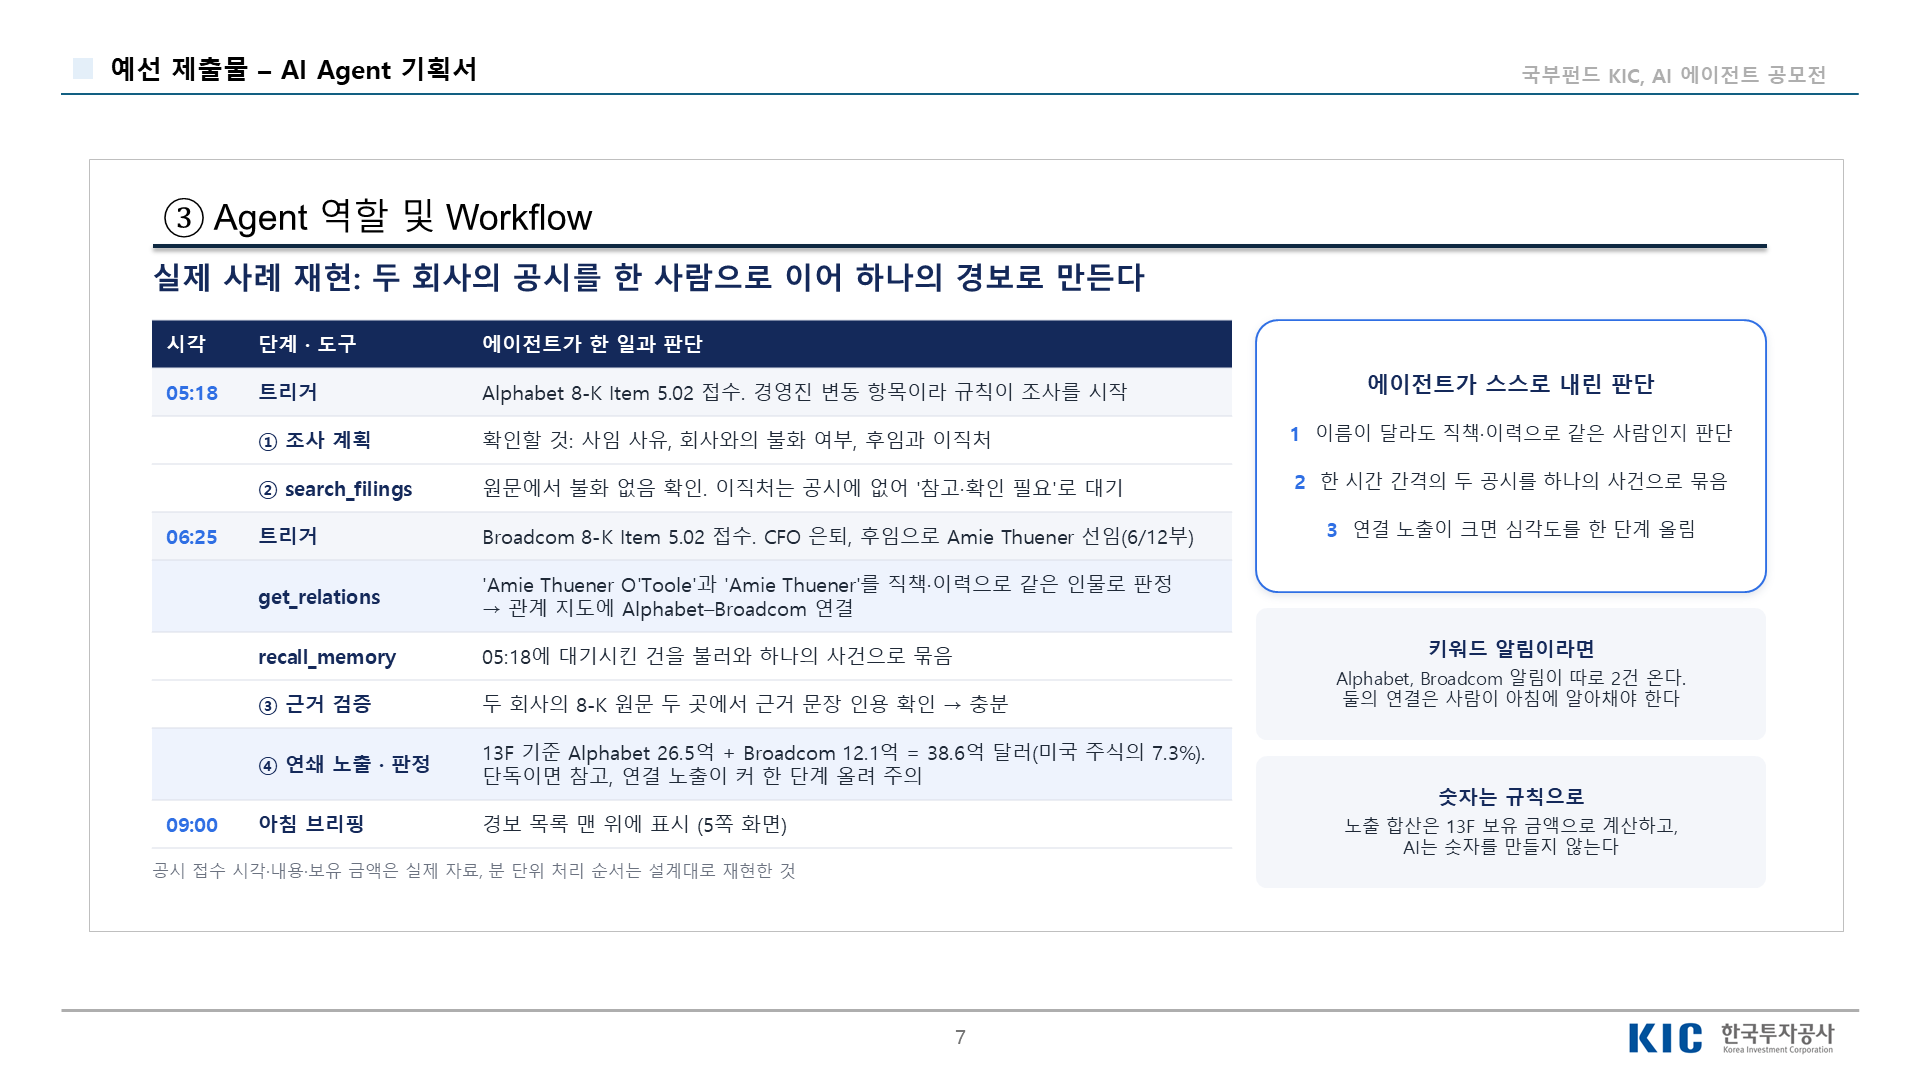 예선 제출물 – AI Agent 기획서
국부펀드 KIC, AI 에이전트 공모전
③ Agent 역할 및 Workflow
실제 사례 재현: 두 회사의 공시를 한 사람으로 이어 하나의 경보로 만든다
시각 단계 · 도구 에이전트가 한 일과 판단
05:18 트리거 Alphabet 8-K Item 5.02 접수. 경영진 변동 항목이라 규칙이 조사를 시작
① 조사 계획 확인할 것: 사임 사유, 회사와의 불화 여부, 후임과 이직처
② search_filings 원문에서 불화 없음 확인. 이직처는 공시에 없어 '참고·확인 필요'로 대기
06:25 트리거 Broadcom 8-K Item 5.02 접수. CFO 은퇴, 후임으로 Amie Thuener 선임(6/12부)
get_relations 'Amie Thuener O'Toole'과 'Amie Thuener'를 직책·이력으로 같은 인물로 판정
→ 관계 지도에 Alphabet–Broadcom 연결
recall_memory 05:18에 대기시킨 건을 불러와 하나의 사건으로 묶음
③ 근거 검증 두 회사의 8-K 원문 두 곳에서 근거 문장 인용 확인 → 충분
④ 연쇄 노출 · 판정 13F 기준 Alphabet 26.5억 + Broadcom 12.1억 = 38.6억 달러(미국 주식의 7.3%).
단독이면 참고, 연결 노출이 커 한 단계 올려 주의
09:00 아침 브리핑 경보 목록 맨 위에 표시 (5쪽 화면)
공시 접수 시각·내용·보유 금액은 실제 자료, 분 단위 처리 순서는 설계대로 재현한 것
에이전트가 스스로 내린 판단
1 이름이 달라도 직책·이력으로 같은 사람인지 판단
2 한 시간 간격의 두 공시를 하나의 사건으로 묶음
3 연결 노출이 크면 심각도를 한 단계 올림
키워드 알림이라면
Alphabet, Broadcom 알림이 따로 2건 온다.
둘의 연결은 사람이 아침에 알아채야 한다
숫자는 규칙으로
노출 합산은 13F 보유 금액으로 계산하고,
AI는 숫자를 만들지 않는다
7
KIC 한국투자공사
Korea Investment Corporation